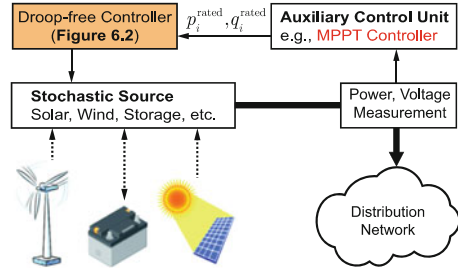 Droop-free Controller
(Figure 6.2)
p_i^rated, q_i^rated
Auxiliary Control Unit
e.g., MPPT Controller
Stochastic Source
Solar, Wind, Storage, etc.
Power, Voltage
Measurement
Distribution
Network